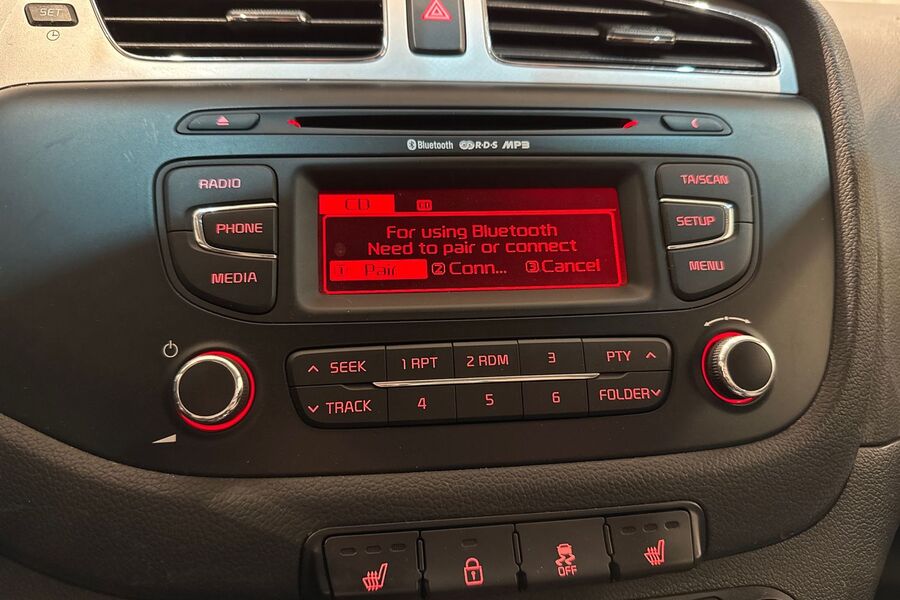 SET
Bluetooth R·D·S MP3
RADIO
PHONE
MEDIA
CD CD
For using Bluetooth
Need to pair or connect
1 Pair 2 Conn... 3 Cancel
TA/SCAN
SETUP
MENU
SEEK 1 RPT 2 RDM 3 PTY
TRACK 4 5 6 FOLDER
OFF